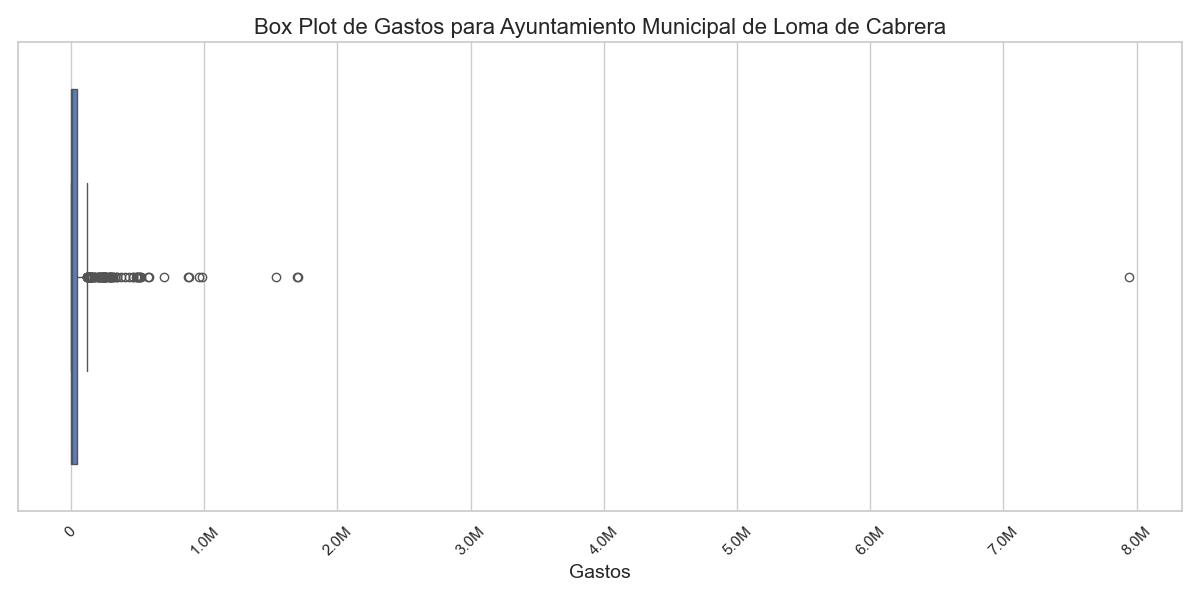 Box Plot de Gastos para Ayuntamiento Municipal de Loma de Cabrera
0
1.0M
2.0M
3.0M
4.0M
5.0M
6.0M
7.0M
8.0M
Gastos